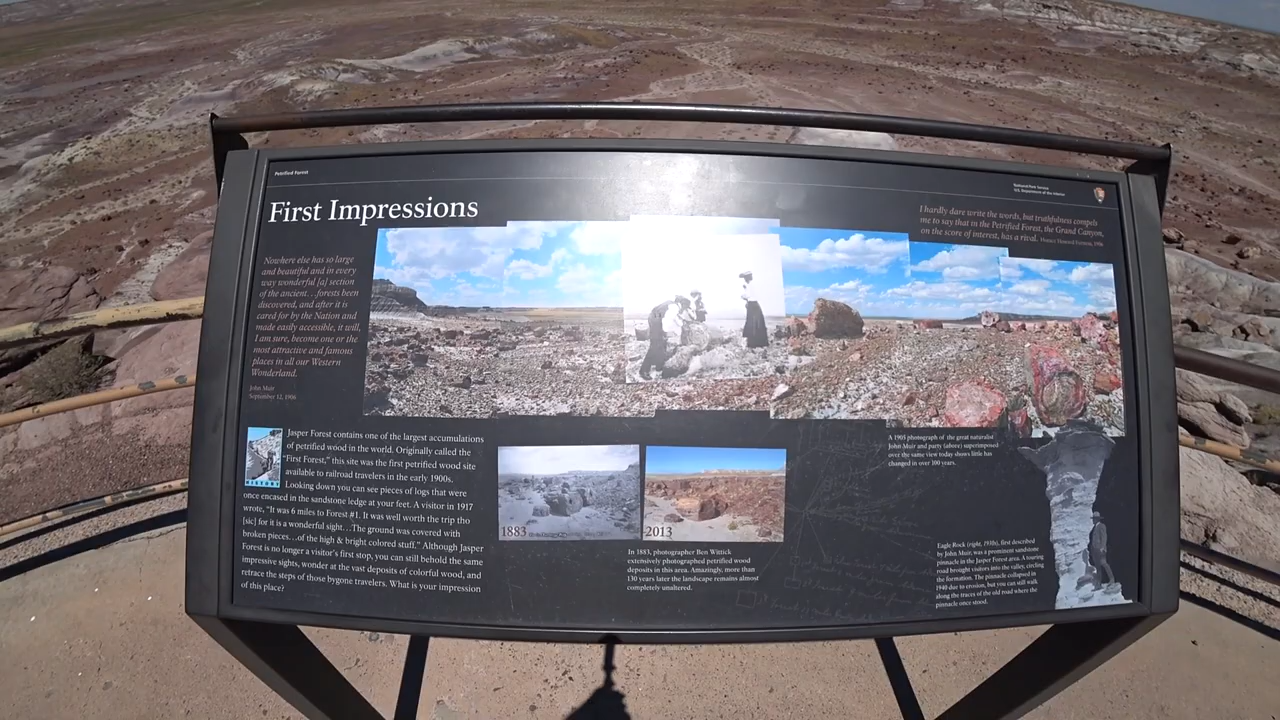 Petrified Forest
National Park Service
U.S. Department of the Interior
First Impressions
I hardly dare write the words, but truthfulness compels
me to say that in the Petrified Forest, the Grand Canyon,
on the score of interest, has a rival.
Nowhere else has so large
and beautiful and in every
way wonderful [a] section
of the ancient...forests been
discovered, and after it is
cared for by the Nation and
made easily accessible, it will,
I am sure, become one or the
most attractive and famous
places in all our Western
Wonderland.
John Muir
September 12, 1906
HISTORY
Jasper Forest contains one of the largest accumulations
of petrified wood in the world. Originally called the
"First Forest," this site was the first petrified wood site
available to railroad travelers in the early 1900s.
Looking down you can see pieces of logs that were
once encased in the sandstone ledge at your feet. A visitor in 1917
wrote, "It was 6 miles to Forest #1. It was well worth the trip tho
[sic] for it is a wonderful sight...The ground was covered with
broken pieces...of the high & bright colored stuff." Although Jasper
Forest is no longer a visitor's first stop, you can still behold the same
impressive sights, wonder at the vast deposits of colorful wood, and
retrace the steps of those bygone travelers. What is your impression
of this place?
1883
2013
In 1883, photographer Ben Wittick
extensively photographed petrified wood
deposits in this area. Amazingly, more than
130 years later the landscape remains almost
completely unaltered.
A 1905 photograph of the great naturalist
John Muir and party (above) superimposed
over the same view today shows little has
changed in over 100 years.
Eagle Rock (right, 1930s), first described
by John Muir, was a prominent sandstone
pinnacle in the Jasper Forest area. A touring
road brought visitors into the valley, circling
the formation. The pinnacle collapsed in
1940 due to erosion, but you can still walk
along the traces of the old road where the
pinnacle once stood.